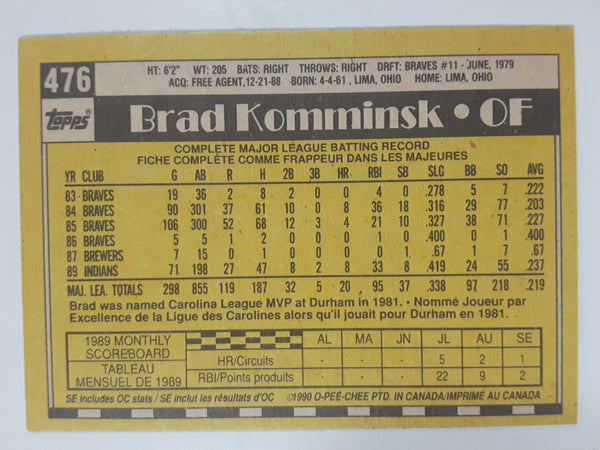 476
HT: 6'2" WT: 205 BATS: RIGHT THROWS: RIGHT DRFT: BRAVES #11 - JUNE, 1979
ACQ: FREE AGENT,12-21-88 BORN: 4-4-61, LIMA, OHIO HOME: LIMA, OHIO
Topps®
Brad Komminsk • OF
COMPLETE MAJOR LEAGUE BATTING RECORD
FICHE COMPLÈTE COMME FRAPPEUR DANS LES MAJEURES
YR CLUB G AB R H 2B 3B HR RBI SB SLG BB SO AVG
83 BRAVES 19 36 2 8 2 0 0 4 0 .278 5 7 .222
84 BRAVES 90 301 37 61 10 0 8 36 18 .316 29 77 .203
85 BRAVES 106 300 52 68 12 3 4 21 10 .327 38 71 .227
86 BRAVES 5 5 1 2 0 0 0 1 0 .400 0 1 .400
87 BREWERS 7 15 0 1 0 0 0 0 1 .67 1 7 .67
89 INDIANS 71 198 27 47 8 2 8 33 8 .419 24 55 .237
MAJ. LEA. TOTALS 298 855 119 187 32 5 20 95 37 .338 97 218 .219
Brad was named Carolina League MVP at Durham in 1981. • Nommé Joueur par
Excellence de la Ligue des Carolines alors qu'il jouait pour Durham en 1981.
1989 MONTHLY SCOREBOARD AL MA JN JL AU SE
HR/Circuits - - - 5 2 1
TABLEAU MENSUEL DE 1989 RBI/Points produits - - - 22 9 2
SE includes OC stats / SE inclut les résultats d'OC ©1990 O-PEE-CHEE PTD. IN CANADA/IMPRIMÉ AU CANADA